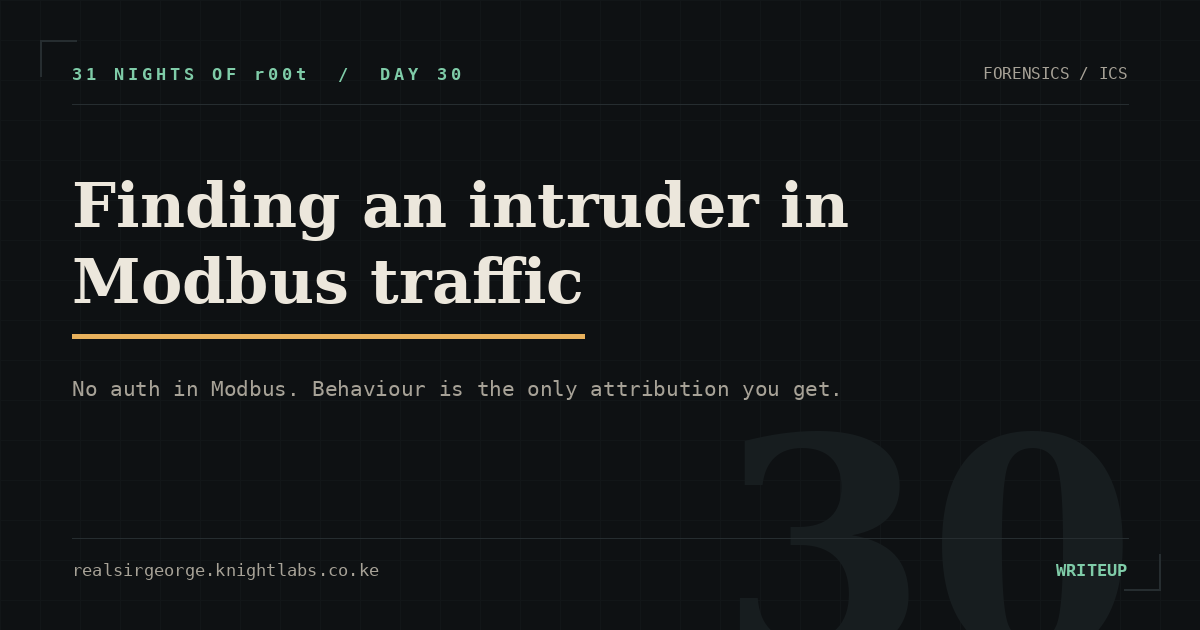 31 NIGHTS OF r00t / DAY 30
FORENSICS / ICS
Finding an intruder in
Modbus traffic
No auth in Modbus. Behaviour is the only attribution you get.
30
realsirgeorge.knightlabs.co.ke
WRITEUP